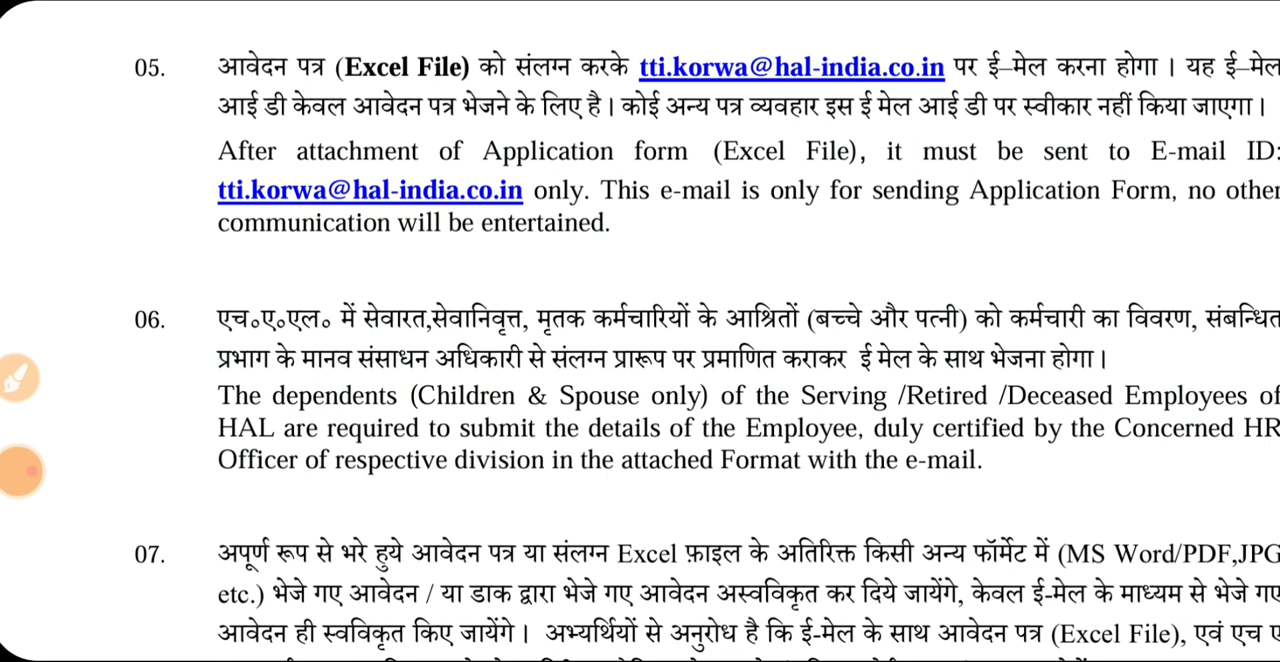 05. आवेदन पत्र (Excel File) को संलग्न करके tti.korwa@hal-india.co.in पर ई–मेल करना होगा । यह ई–मेल
आई डी केवल आवेदन पत्र भेजने के लिए है। कोई अन्य पत्र व्यवहार इस ई मेल आई डी पर स्वीकार नहीं किया जाएगा।
After attachment of Application form (Excel File), it must be sent to E-mail ID:
tti.korwa@hal-india.co.in only. This e-mail is only for sending Application Form, no other
communication will be entertained.
06. एच०ए०एल० में सेवारत,सेवानिवृत्त, मृतक कर्मचारियों के आश्रितों (बच्चे और पत्नी) को कर्मचारी का विवरण, संबन्धित
प्रभाग के मानव संसाधन अधिकारी से संलग्न प्रारूप पर प्रमाणित कराकर ई मेल के साथ भेजना होगा।
The dependents (Children & Spouse only) of the Serving /Retired /Deceased Employees of
HAL are required to submit the details of the Employee, duly certified by the Concerned HR
Officer of respective division in the attached Format with the e-mail.
07. अपूर्ण रूप से भरे हुये आवेदन पत्र या संलग्न Excel फ़ाइल के अतिरिक्त किसी अन्य फॉर्मेट में (MS Word/PDF,JPG
etc.) भेजे गए आवेदन / या डाक द्वारा भेजे गए आवेदन अस्वविकृत कर दिये जायेंगे, केवल ई-मेल के माध्यम से भेजे गए
आवेदन ही स्वविकृत किए जायेंगे । अभ्यर्थियों से अनुरोध है कि ई-मेल के साथ आवेदन पत्र (Excel File), एवं एच ए